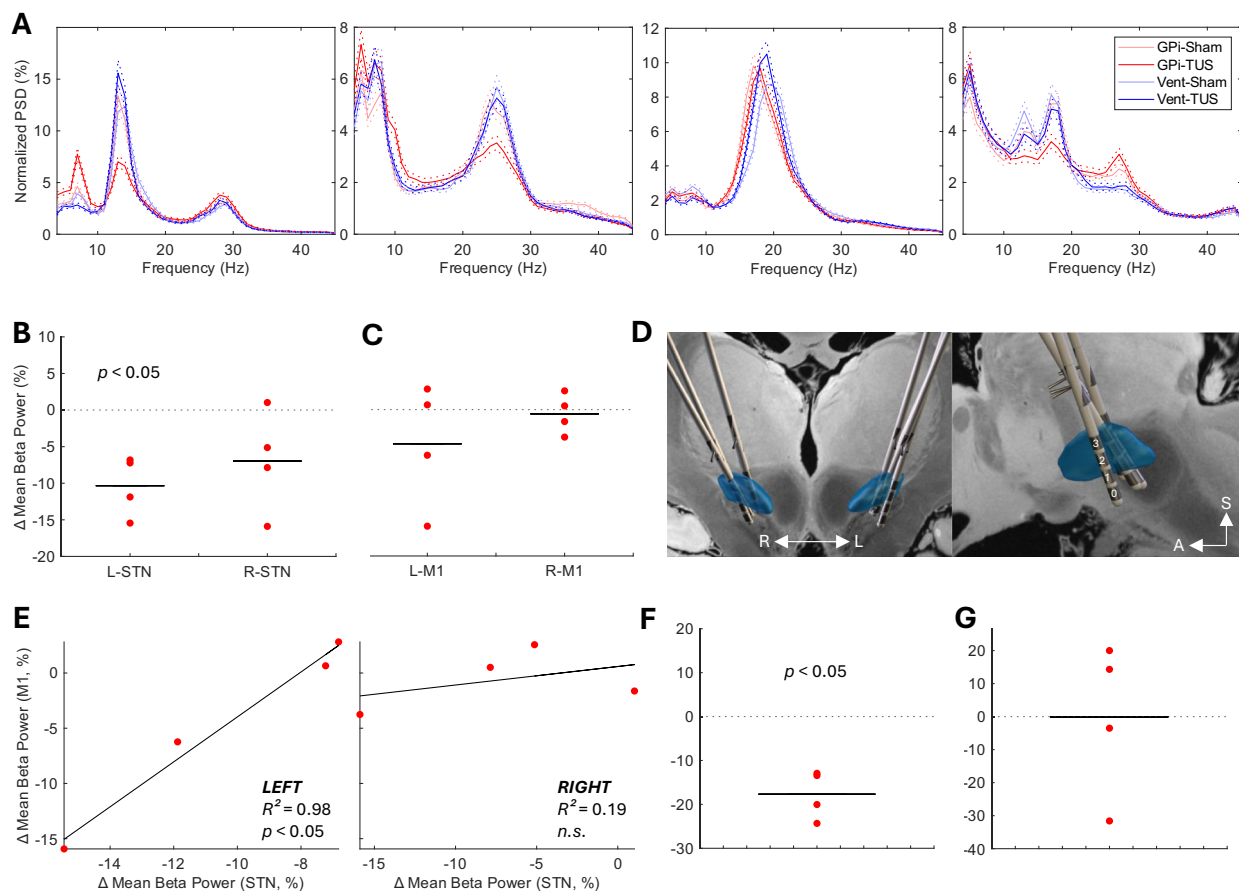 A
Normalized PSD (%)
15
10
5
0
10
20
30
40
Frequency (Hz)
8
6
4
2
0
10
20
30
40
Frequency (Hz)
12
10
8
6
4
2
0
10
20
30
40
Frequency (Hz)
8
6
4
2
0
10
20
30
40
Frequency (Hz)
GPi-Sham
GPi-TUS
Vent-Sham
Vent-TUS
B
Δ Mean Beta Power (%)
10
5
0
-5
-10
-15
-20
p < 0.05
L-STN
R-STN
C
L-M1
R-M1
D
R
L
3
2
1
0
S
A
E
Δ Mean Beta Power (M1, %)
0
-5
-10
-15
-14
-12
-10
-8
Δ Mean Beta Power (STN, %)
LEFT
R² = 0.98
p < 0.05
-15
-10
-5
0
Δ Mean Beta Power (STN, %)
RIGHT
R² = 0.19
n.s.
F
20
10
0
-10
-20
-30
p < 0.05
G
20
10
0
-10
-20
-30
-40